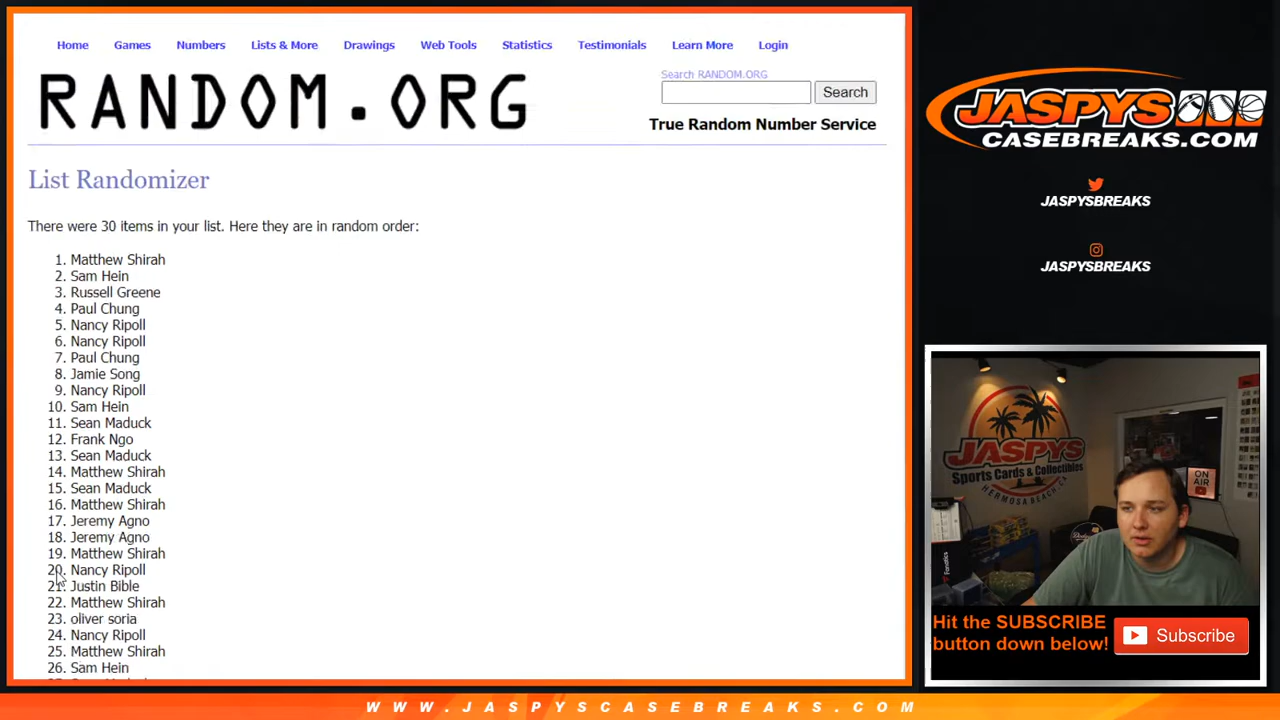 Home Games Numbers Lists & More Drawings Web Tools Statistics Testimonials Learn More Login
RANDOM.ORG
Search RANDOM.ORG
Search
True Random Number Service
List Randomizer
There were 30 items in your list. Here they are in random order:
1. Matthew Shirah
2. Sam Hein
3. Russell Greene
4. Paul Chung
5. Nancy Ripoll
6. Nancy Ripoll
7. Paul Chung
8. Jamie Song
9. Nancy Ripoll
10. Sam Hein
11. Sean Maduck
12. Frank Ngo
13. Sean Maduck
14. Matthew Shirah
15. Sean Maduck
16. Matthew Shirah
17. Jeremy Agno
18. Jeremy Agno
19. Matthew Shirah
20. Nancy Ripoll
21. Justin Bible
22. Matthew Shirah
23. oliver soria
24. Nancy Ripoll
25. Matthew Shirah
26. Sam Hein
JASPYS
CASEBREAKS.COM
JASPYSBREAKS
JASPYSBREAKS
JASPYS
Sports Cards & Collectibles
HERMOSA BEACH, CA
ON
AIR
Fanatics
Hit the SUBSCRIBE
button down below!
Subscribe
WWW.JASPYSCASEBREAKS.COM